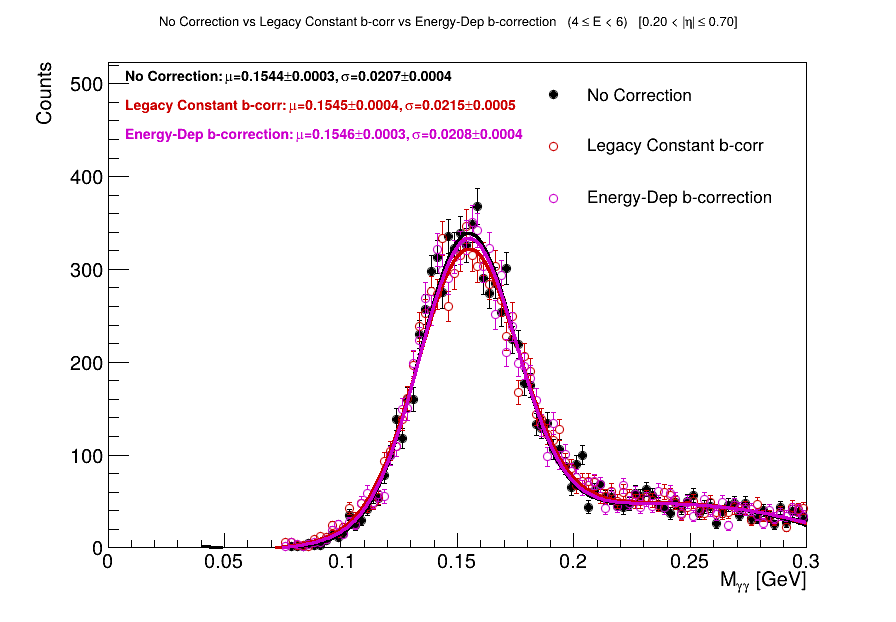 No Correction vs Legacy Constant b-corr vs Energy-Dep b-correction (4 ≤ E < 6) [0.20 < |η| ≤ 0.70]
No Correction: μ=0.1544±0.0003, σ=0.0207±0.0004
Legacy Constant b-corr: μ=0.1545±0.0004, σ=0.0215±0.0005
Energy-Dep b-correction: μ=0.1546±0.0003, σ=0.0208±0.0004
No Correction
Legacy Constant b-corr
Energy-Dep b-correction
Counts
500
400
300
200
100
0
0 0.05 0.1 0.15 0.2 0.25 0.3
Mγγ [GeV]